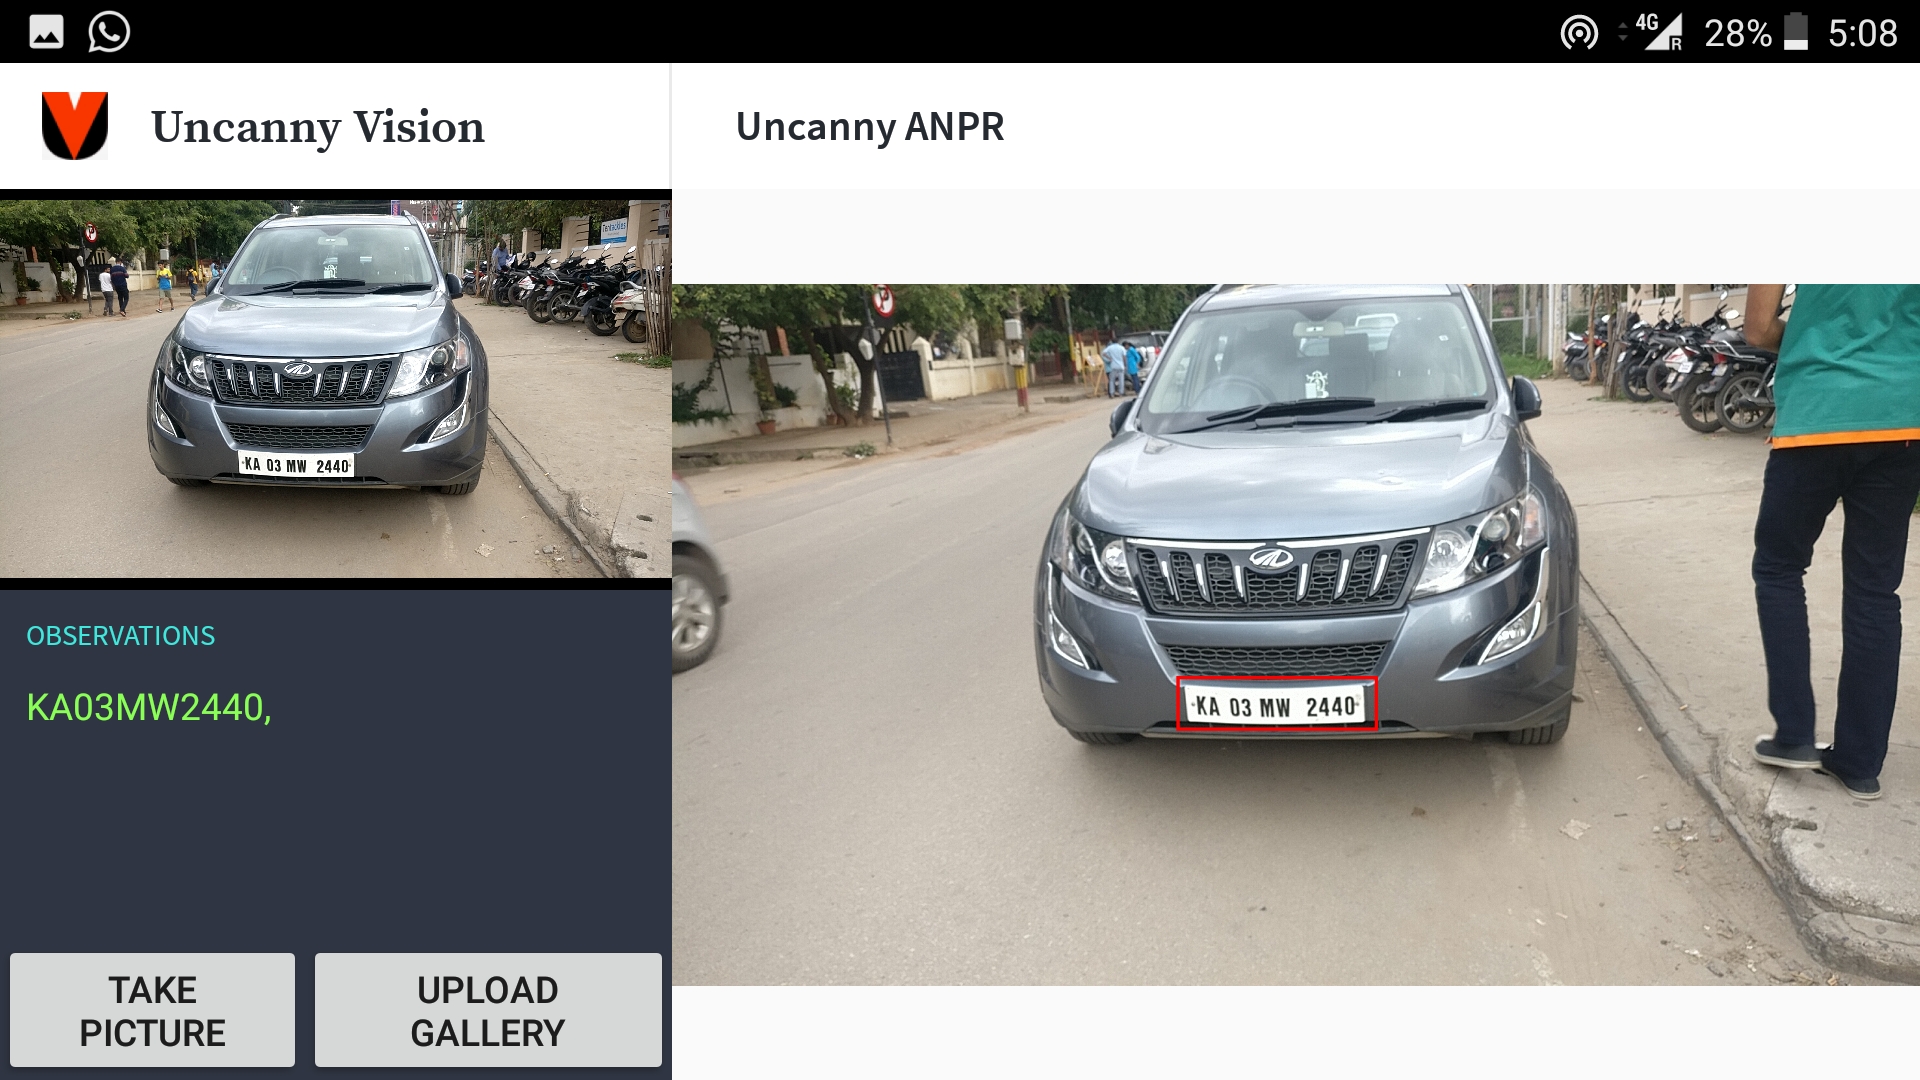 4G
R
28%
5:08
Uncanny Vision
Uncanny ANPR
Tentackles
KA 03 MW 2440
OBSERVATIONS
KA03MW2440,
TAKE
PICTURE
UPLOAD
GALLERY
KA 03 MW 2440